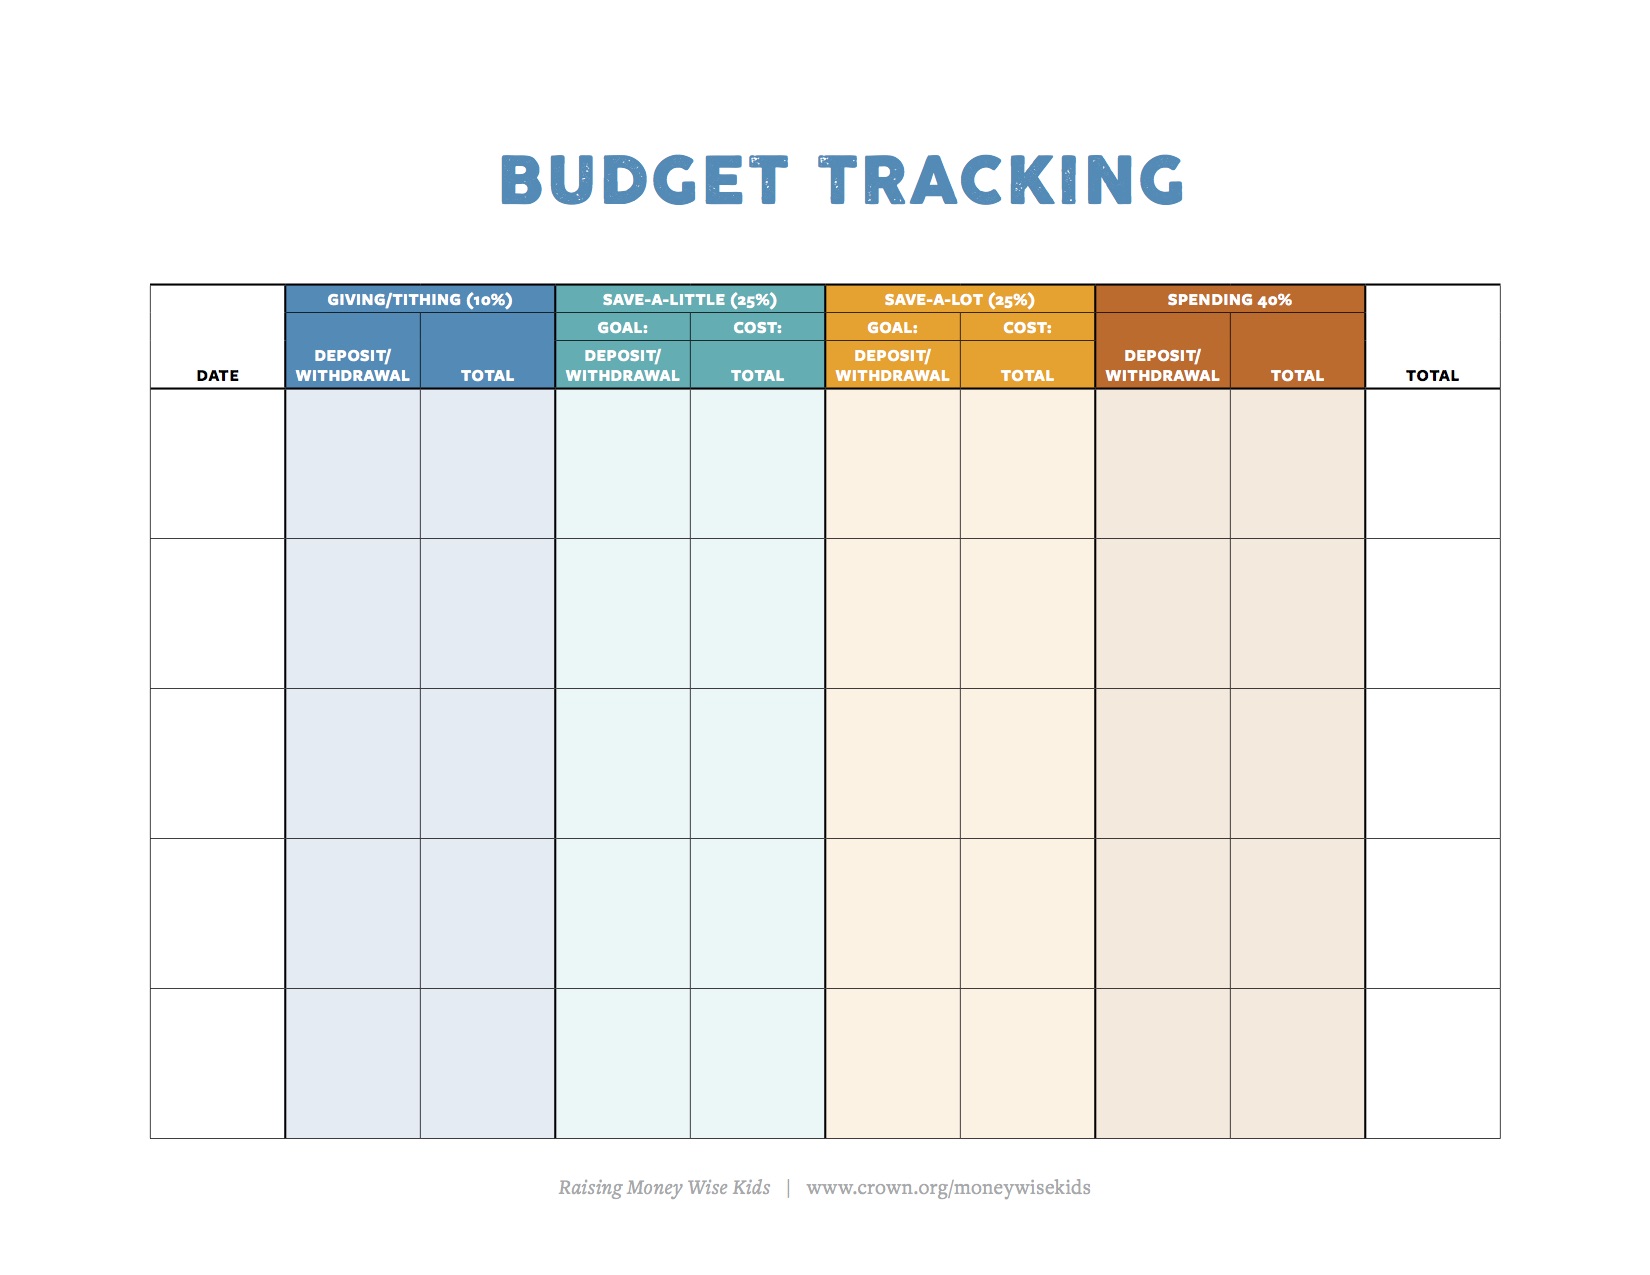 BUDGET TRACKING
GIVING/TITHING (10%) SAVE-A-LITTLE (25%) SAVE-A-LOT (25%) SPENDING 40%
GOAL: COST: GOAL: COST:
DEPOSIT/ DEPOSIT/ DEPOSIT/ DEPOSIT/
DATE WITHDRAWAL TOTAL WITHDRAWAL TOTAL WITHDRAWAL TOTAL WITHDRAWAL TOTAL TOTAL
Raising Money Wise Kids | www.crown.org/moneywisekids